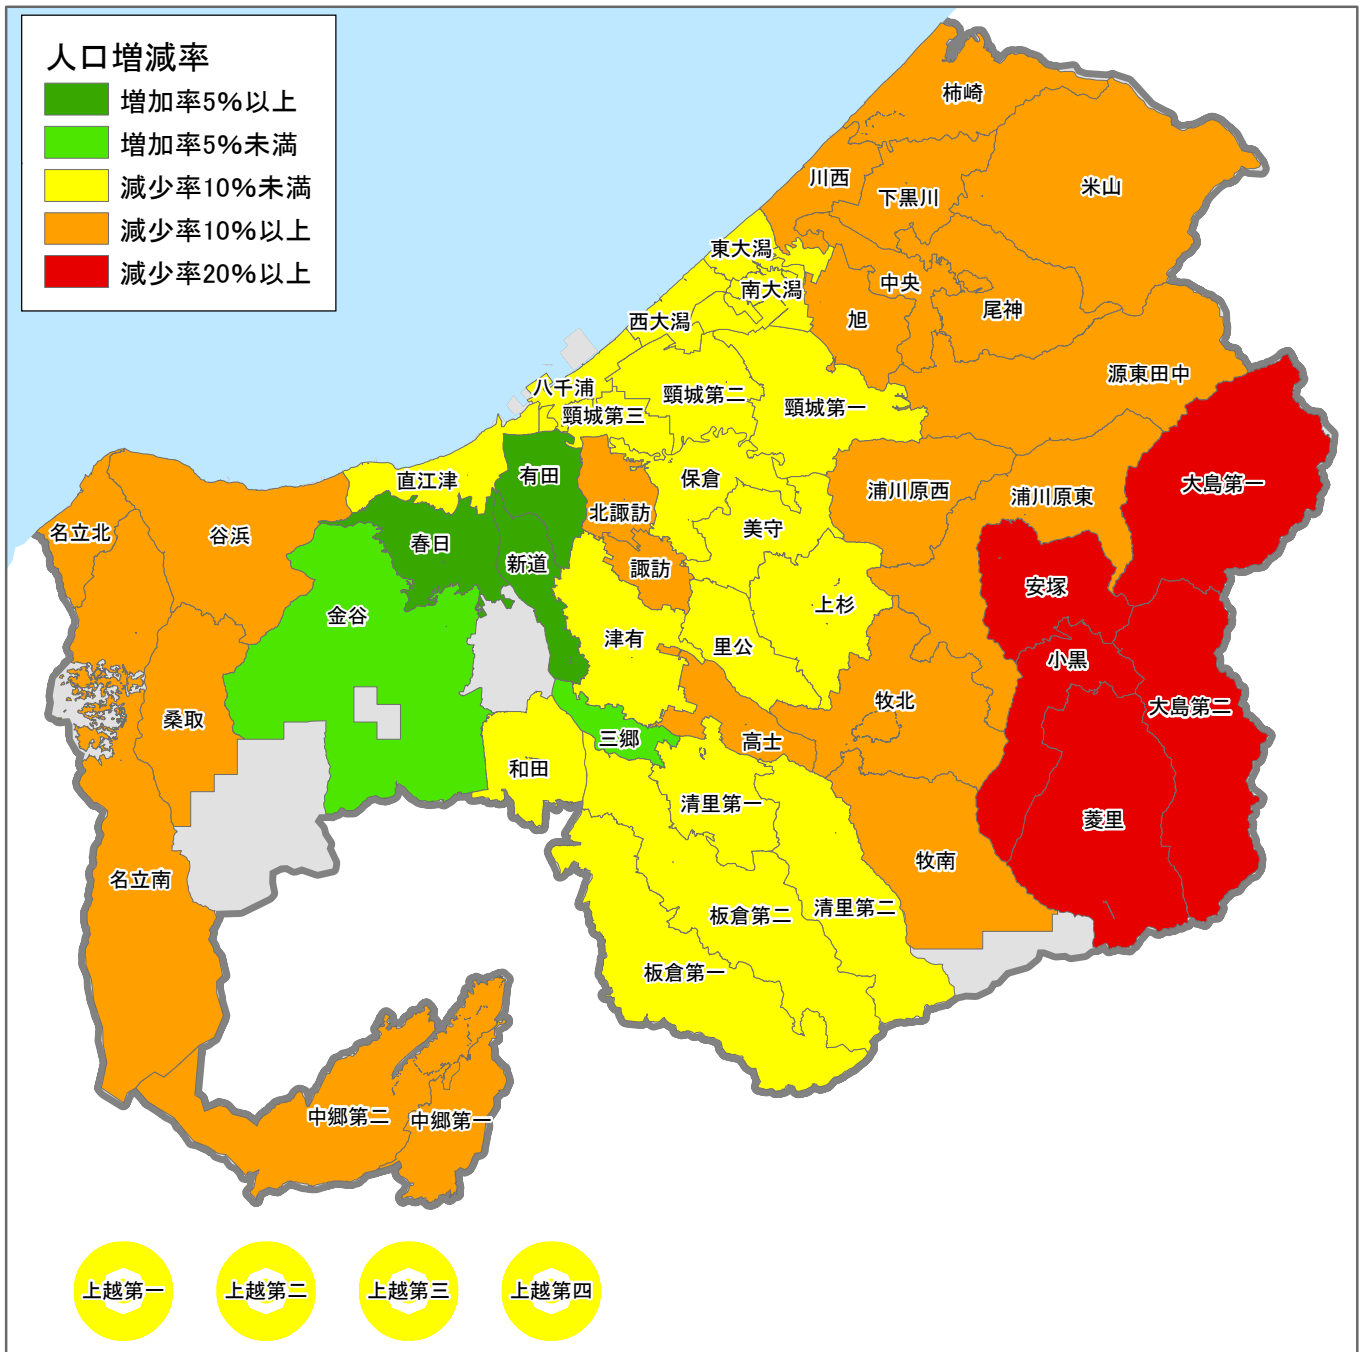 人口増減率
増加率5%以上
増加率5%未満
減少率10%未満
減少率10%以上
減少率20%以上
柿崎
川西
下黒川
米山
東大潟
南大潟
中央
旭
尾神
西大潟
源東田中
八千浦
頸城第二
頸城第三
頸城第一
直江津
有田
保倉
浦川原西
浦川原東
大島第一
名立北
谷浜
春日
北諏訪
美守
新道
諏訪
安塚
金谷
津有
里公
上杉
小黒
桑取
牧北
大島第二
三郷
高士
和田
清里第一
菱里
名立南
牧南
板倉第二
清里第二
板倉第一
中郷第二
中郷第一
上越第一
上越第二
上越第三
上越第四